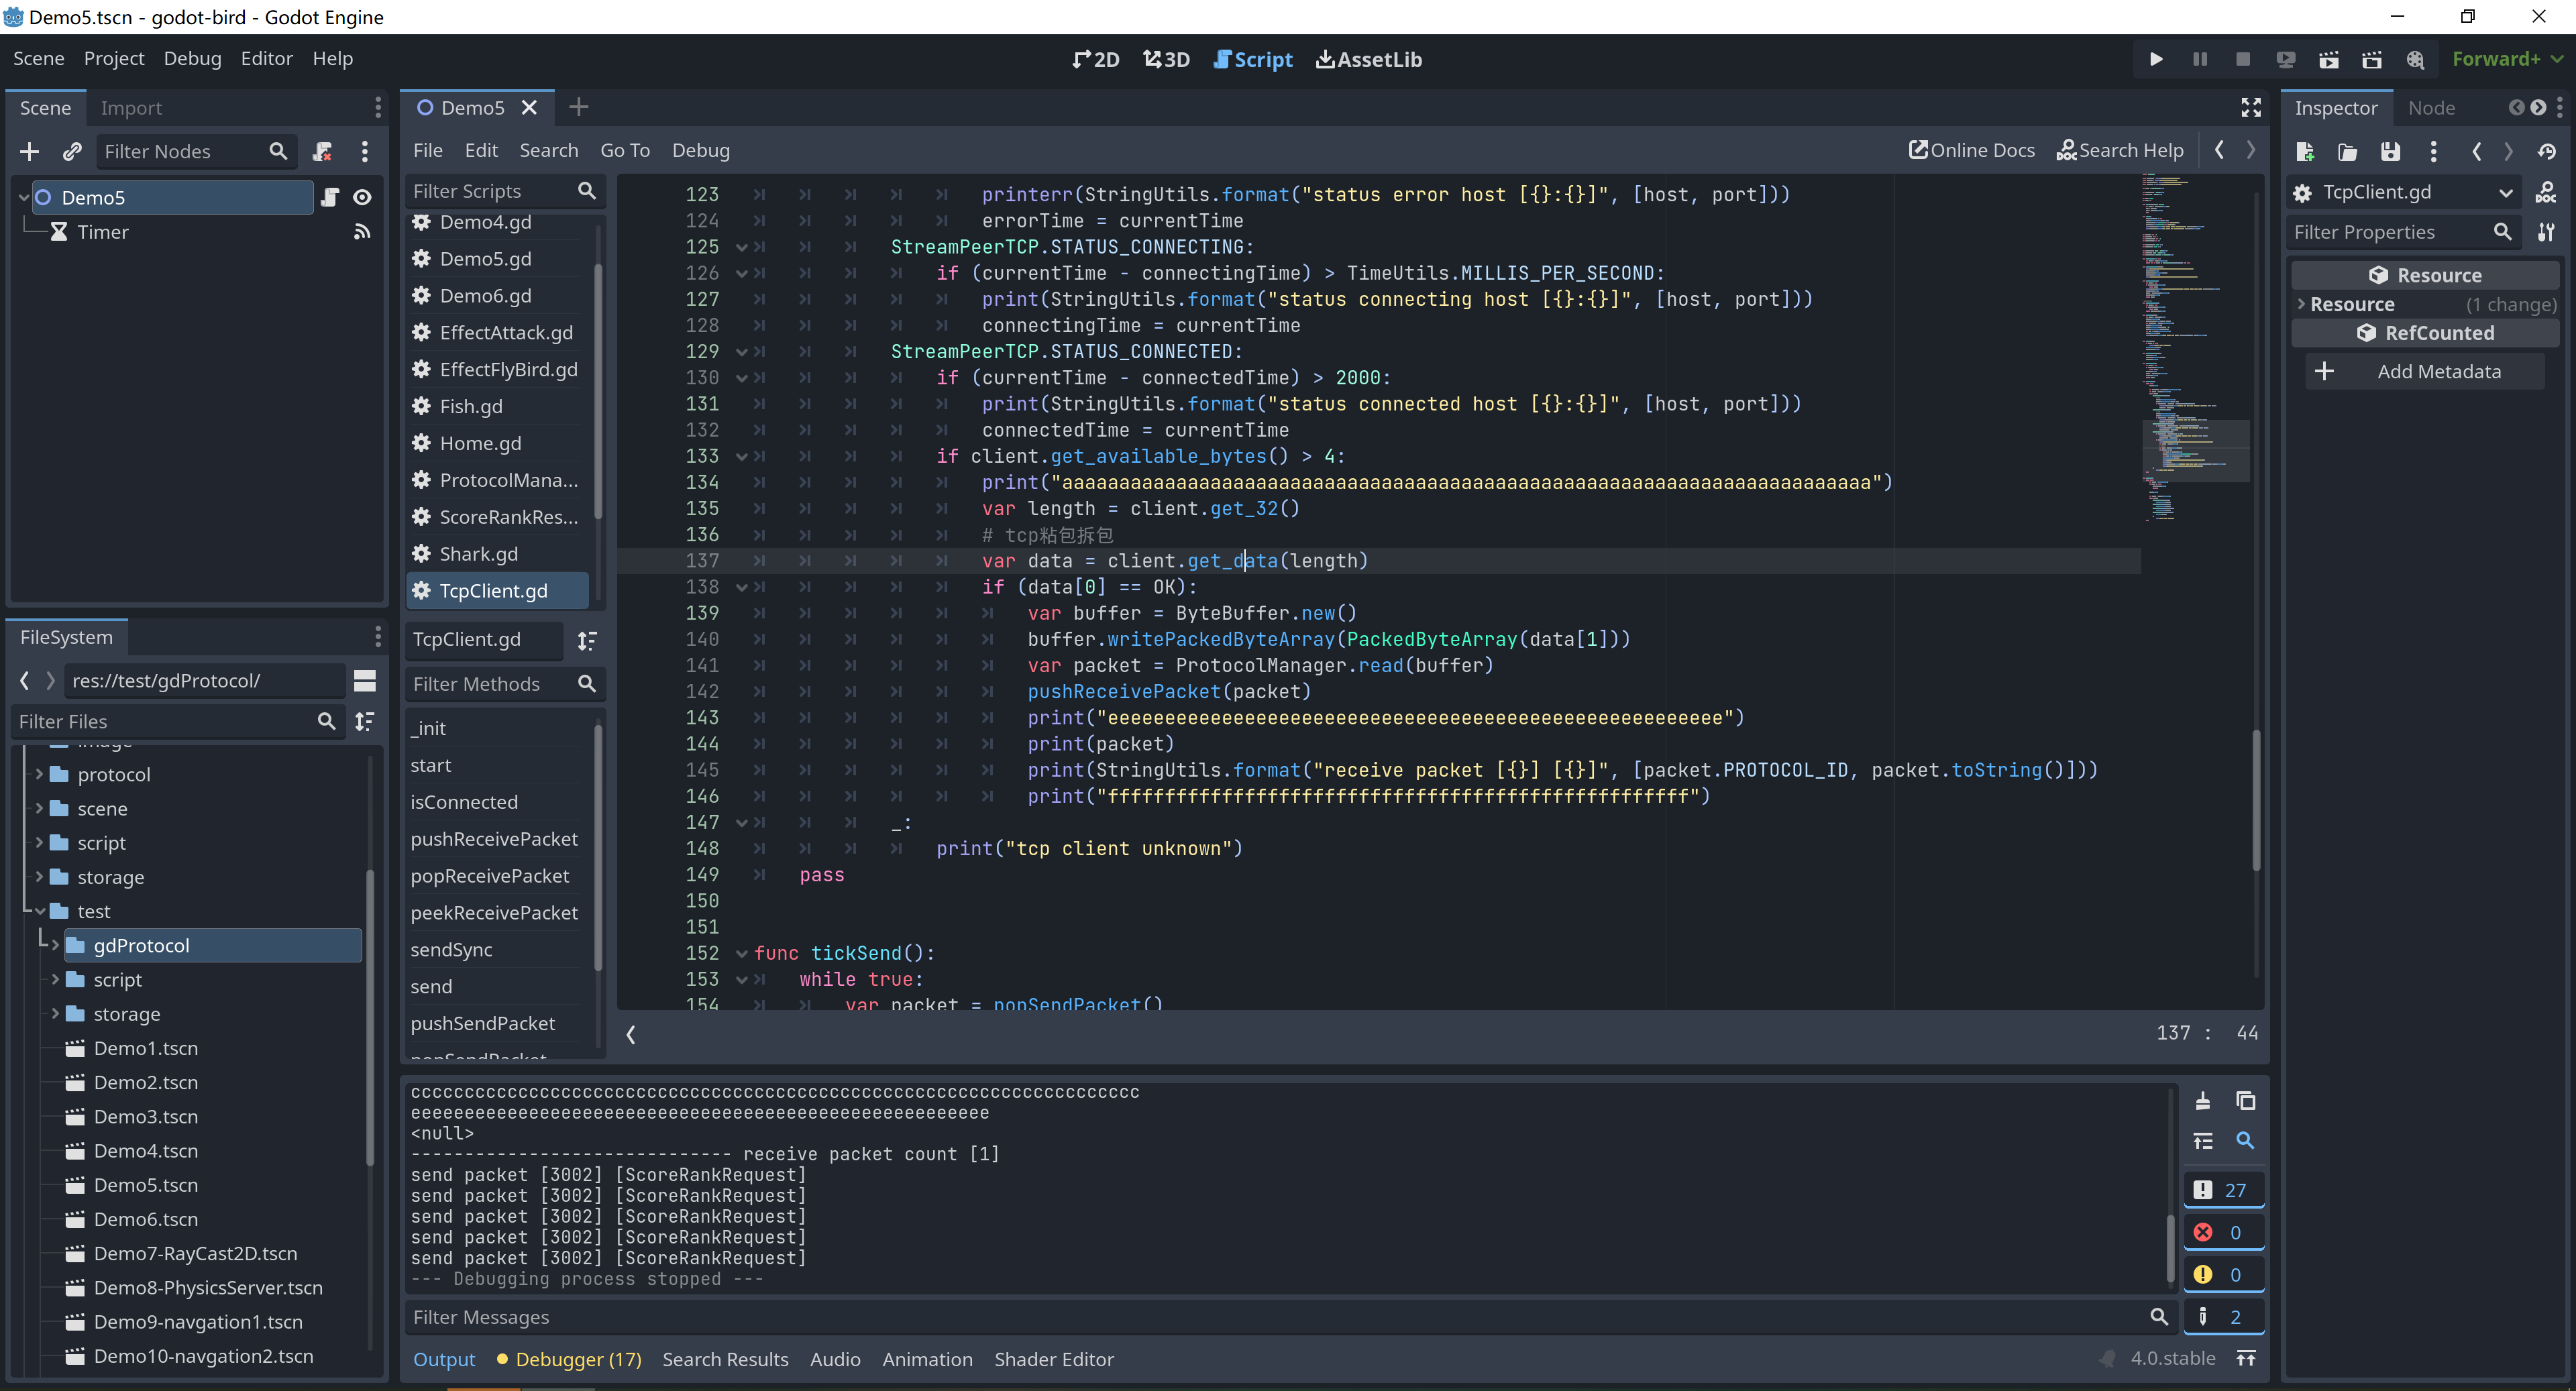 Demo5.tscn - godot-bird - Godot Engine
Scene Project Debug Editor Help
2D 3D Script AssetLib
Forward+
Scene Import
Filter Nodes
Demo5
Timer
FileSystem
res://test/gdProtocol/
Filter Files
protocol
scene
script
storage
test
gdProtocol
script
storage
Demo1.tscn
Demo2.tscn
Demo3.tscn
Demo4.tscn
Demo5.tscn
Demo6.tscn
Demo7-RayCast2D.tscn
Demo8-PhysicsServer.tscn
Demo9-navgation1.tscn
Demo10-navgation2.tscn
Demo5
File Edit Search Go To Debug
Online Docs Search Help
Filter Scripts
Demo4.gd
Demo5.gd
Demo6.gd
EffectAttack.gd
EffectFlyBird.gd
Fish.gd
Home.gd
ProtocolMana...
ScoreRankRes...
Shark.gd
TcpClient.gd
TcpClient.gd
Filter Methods
_init
start
isConnected
pushReceivePacket
popReceivePacket
peekReceivePacket
sendSync
send
pushSendPacket
popSendPacket
123 printerr(StringUtils.format("status error host [{}:{}]", [host, port]))
124 errorTime = currentTime
125 StreamPeerTCP.STATUS_CONNECTING:
126 if (currentTime - connectingTime) > TimeUtils.MILLIS_PER_SECOND:
127 print(StringUtils.format("status connecting host [{}:{}]", [host, port]))
128 connectingTime = currentTime
129 StreamPeerTCP.STATUS_CONNECTED:
130 if (currentTime - connectedTime) > 2000:
131 print(StringUtils.format("status connected host [{}:{}]", [host, port]))
132 connectedTime = currentTime
133 if client.get_available_bytes() > 4:
134 print("aaaaaaaaaaaaaaaaaaaaaaaaaaaaaaaaaaaaaaaaaaaaaaaaaaaaaaaaaaaaaaaaaaaaaaa")
135 var length = client.get_32()
136 # tcp粘包拆包
137 var data = client.get_data(length)
138 if (data[0] == OK):
139 var buffer = ByteBuffer.new()
140 buffer.writePackedByteArray(PackedByteArray(data[1]))
141 var packet = ProtocolManager.read(buffer)
142 pushReceivePacket(packet)
143 print("eeeeeeeeeeeeeeeeeeeeeeeeeeeeeeeeeeeeeeeeeeeeeeeeeeeeee")
144 print(packet)
145 print(StringUtils.format("receive packet [{}] [{}]", [packet.PROTOCOL_ID, packet.toString()]))
146 print("fffffffffffffffffffffffffffffffffffffffffffffffffff")
147 _:
148 print("tcp client unknown")
149 pass
150
151
152 func tickSend():
153 while true:
154 var packet = popSendPacket()
137 : 44
cccccccccccccccccccccccccccccccccccccccccccccccccccccccccccccccccccc
eeeeeeeeeeeeeeeeeeeeeeeeeeeeeeeeeeeeeeeeeeeeeeeeeeeeee
<null>
------------------------------ receive packet count [1]
send packet [3002] [ScoreRankRequest]
send packet [3002] [ScoreRankRequest]
send packet [3002] [ScoreRankRequest]
send packet [3002] [ScoreRankRequest]
send packet [3002] [ScoreRankRequest]
--- Debugging process stopped ---
27
0
0
2
Filter Messages
Output Debugger (17) Search Results Audio Animation Shader Editor
4.0.stable
Inspector Node
TcpClient.gd
Filter Properties
Resource
Resource (1 change)
RefCounted
Add Metadata